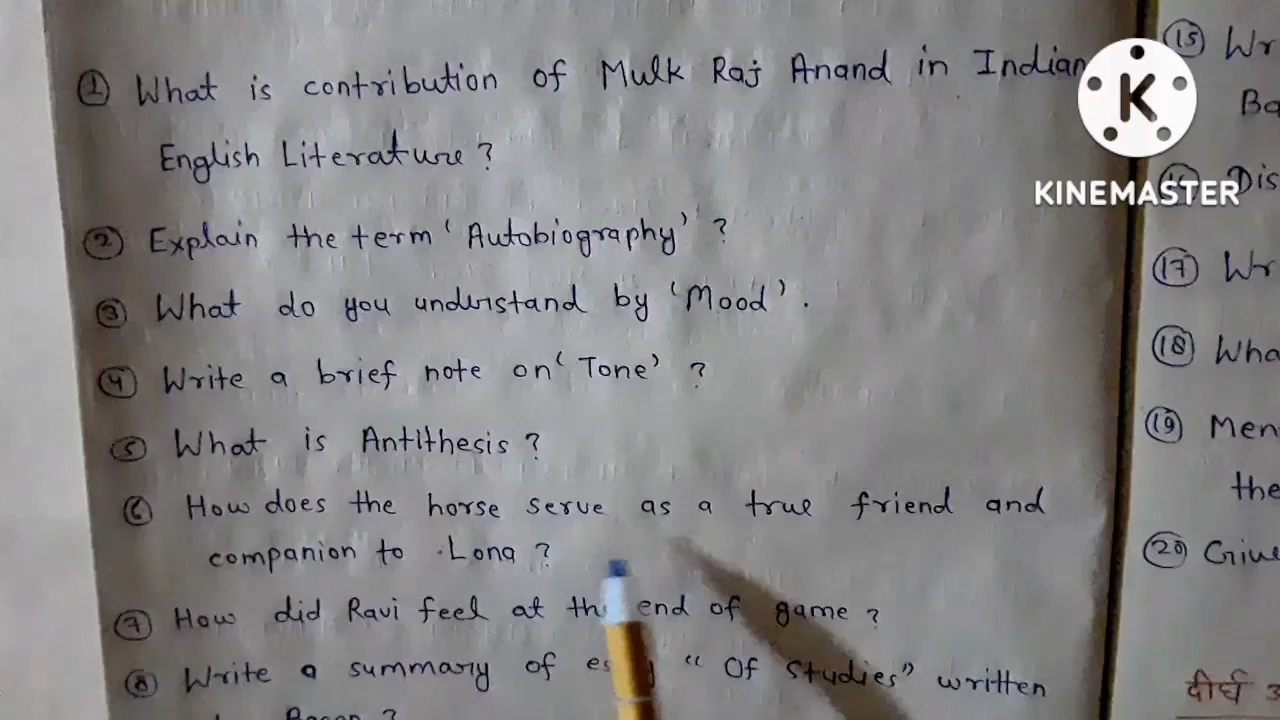 ① What is contribution of Mulk Raj Anand in Indian
English Literature ?
② Explain the term ' Autobiography' ?
③ What do you understand by 'Mood' .
④ Write a brief note on ' Tone' ?
⑤ What is Antithesis ?
⑥ How does the horse serve as a true friend and
companion to Lona ?
⑦ How did Ravi feel at the end of game ?
⑧ Write a summary of " Of Studies" written
Bacon ?
K
KINEMASTER
⑮ Wr
Ba
Dis
⑰ Wr
⑱ Wha
⑲ Men
the
⑳ Give
दीर्घ